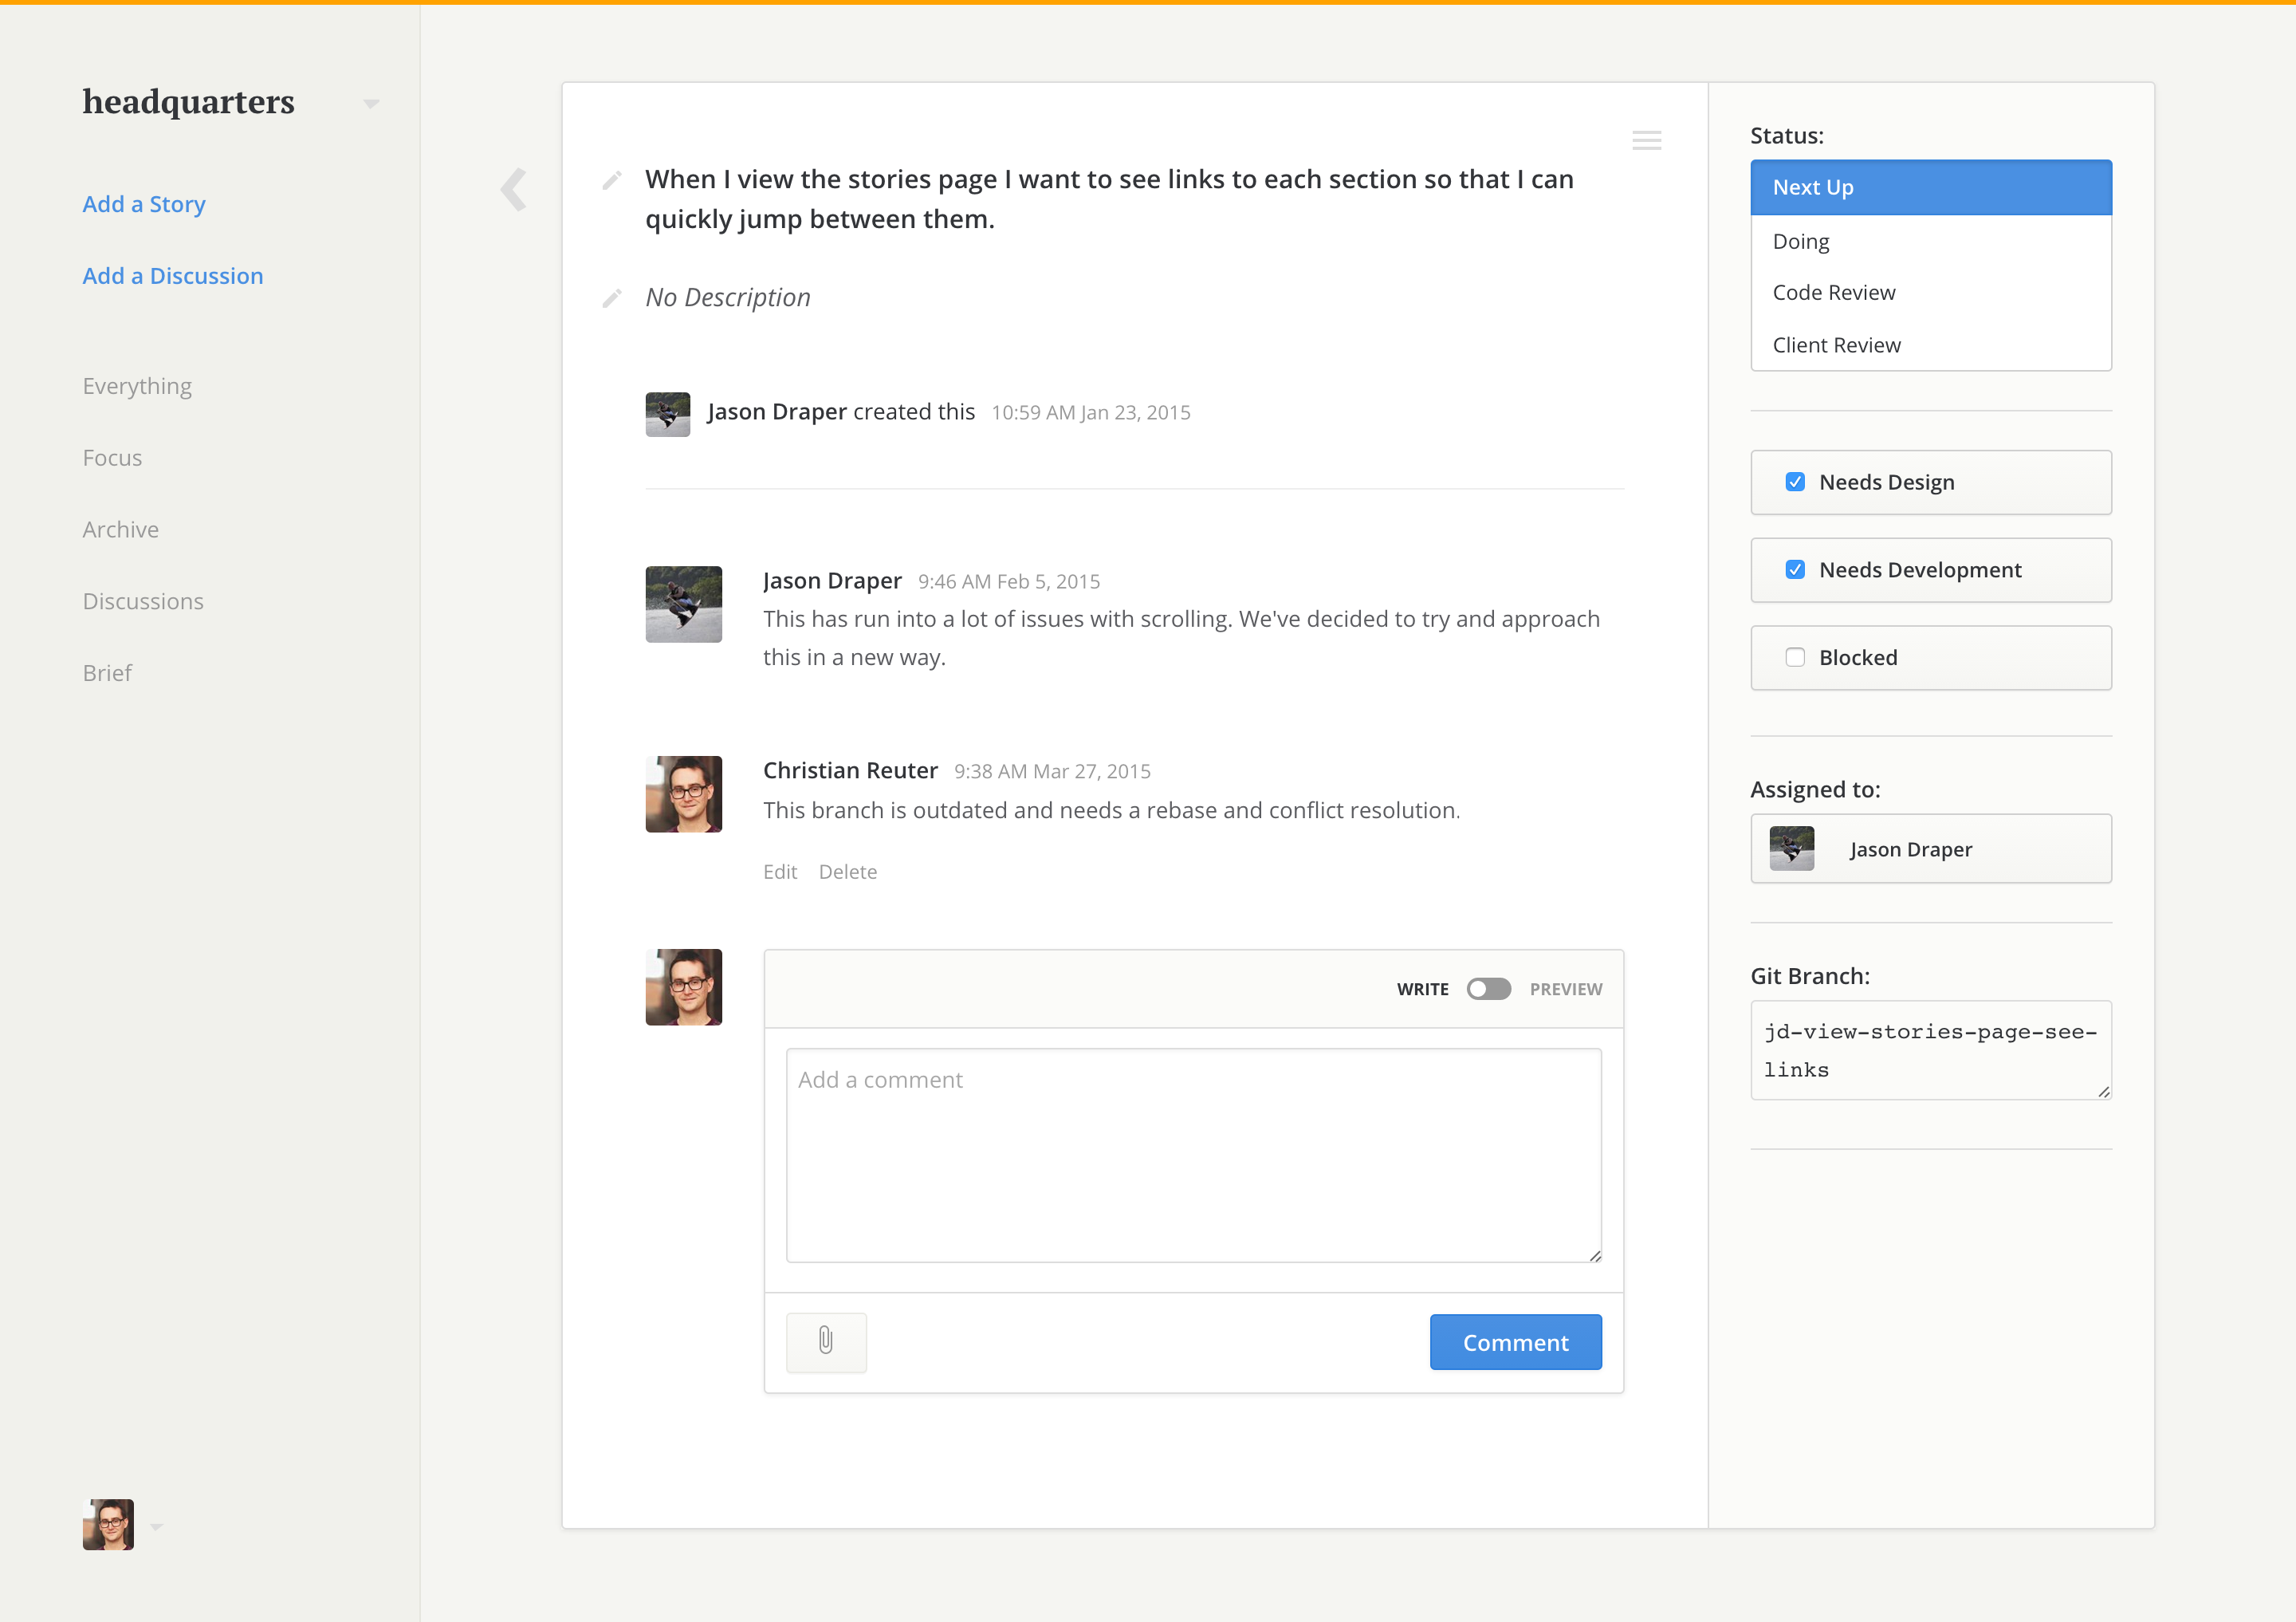 headquarters
Add a Story
Add a Discussion
Everything
Focus
Archive
Discussions
Brief
When I view the stories page I want to see links to each section so that I can
quickly jump between them.
No Description
Jason Draper created this 10:59 AM Jan 23, 2015
Jason Draper 9:46 AM Feb 5, 2015
This has run into a lot of issues with scrolling. We've decided to try and approach
this in a new way.
Christian Reuter 9:38 AM Mar 27, 2015
This branch is outdated and needs a rebase and conflict resolution.
Edit Delete
WRITE PREVIEW
Add a comment
Comment
Status:
Next Up
Doing
Code Review
Client Review
Needs Design
Needs Development
Blocked
Assigned to:
Jason Draper
Git Branch:
jd-view-stories-page-see-
links